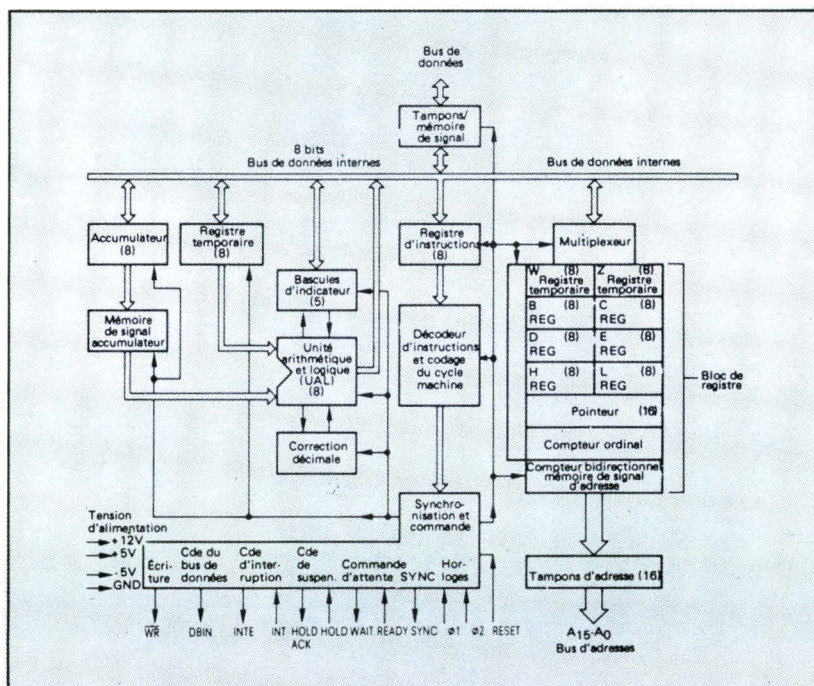 Bus de
données
Tampons/
mémoire
de signal
8 bits
Bus de données internes
Bus de données internes
Accumulateur
(8)
Registre
temporaire
(8)
Registre
d'instructions
(8)
Multiplexeur
Bascules
d'indicateur
(5)
Mémoire
de signal
accumulateur
Unité
arithmétique
et logique
(UAL)
(8)
Correction
décimale
Décodeur
d'instructions
et codage
du cycle
machine
W (8)
Registre
temporaire
Z (8)
Registre
temporaire
B (8)
REG
C (8)
REG
D (8)
REG
E (8)
REG
H (8)
REG
L (8)
REG
Pointeur (16)
Compteur ordinal
Compteur bidirectionnel
mémoire de signal
d'adresse
Bloc de
registre
Synchro-
nisation et
commande
Tampons d'adresse (16)
A15-A0
Bus d'adresses
Tension
d'alimentation
+12V
+5V
-5V
GND
Écri-
ture
Cde du
bus de
données
Cde
d'inter-
ruption
Cde
de
suspen.
Commande
d'attente
SYNC
Hor-
loges
WR
DBIN
INTE
INT
HOLD
ACK
HOLD
WAIT
READY
SYNC
ø1
ø2
RESET